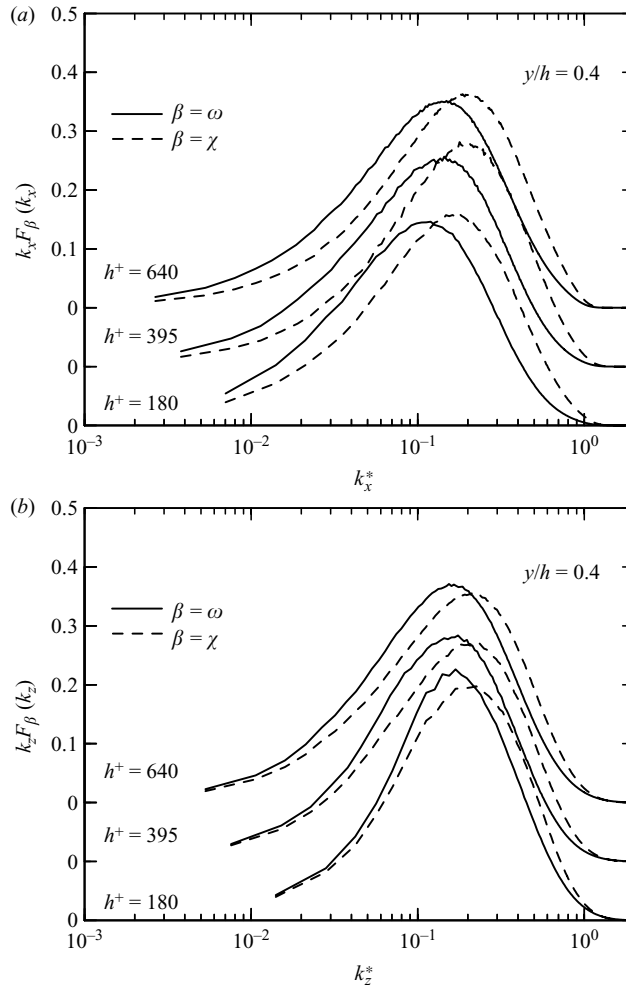 (a)
0.5
0.4
0.3
0.2
0.1
0
0
0
y/h = 0.4
β = ω
β = χ
k_xF_β (k_x)
h⁺ = 640
h⁺ = 395
h⁺ = 180
10⁻³ 10⁻² 10⁻¹ 10⁰
k_x^*
(b)
0.5
0.4
0.3
0.2
0.1
0
0
0
y/h = 0.4
β = ω
β = χ
k_zF_β (k_z)
h⁺ = 640
h⁺ = 395
h⁺ = 180
10⁻³ 10⁻² 10⁻¹ 10⁰
k_z^*